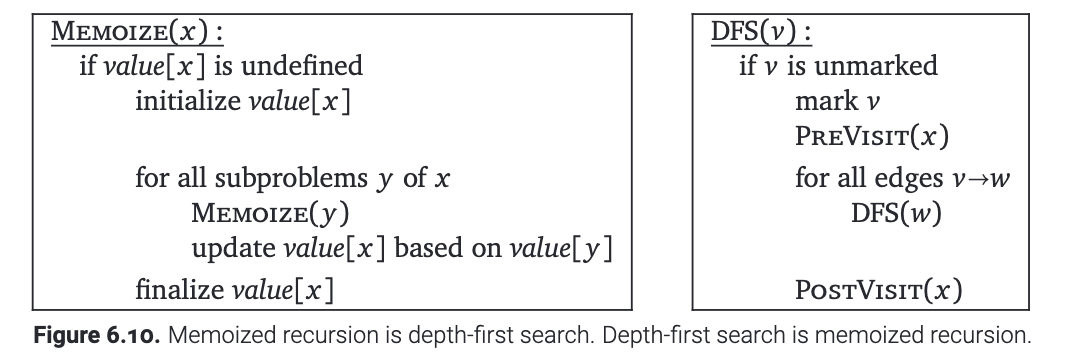 MEMOIZE(x) :
if value[x] is undefined
initialize value[x]
for all subproblems y of x
MEMOIZE(y)
update value[x] based on value[y]
finalize value[x]
DFS(v) :
if v is unmarked
mark v
PREVISIT(x)
for all edges v→w
DFS(w)
POSTVISIT(x)
Figure 6.10. Memoized recursion is depth-first search. Depth-first search is memoized recursion.